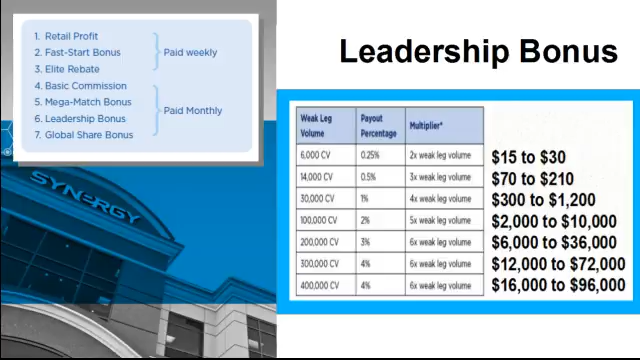 1. Retail Profit
2. Fast-Start Bonus
3. Elite Rebate
Paid weekly
4. Basic Commission
5. Mega-Match Bonus
6. Leadership Bonus
7. Global Share Bonus
Paid Monthly
SYNERGY
Leadership Bonus
Weak Leg Volume Payout Percentage Multiplier*
6,000 CV 0.25% 2x weak leg volume $15 to $30
14,000 CV 0.5% 3x weak leg volume $70 to $210
30,000 CV 1% 4x weak leg volume $300 to $1,200
100,000 CV 2% 5x weak leg volume $2,000 to $10,000
200,000 CV 3% 6x weak leg volume $6,000 to $36,000
300,000 CV 4% 6x weak leg volume $12,000 to $72,000
400,000 CV 4% 6x weak leg volume $16,000 to $96,000